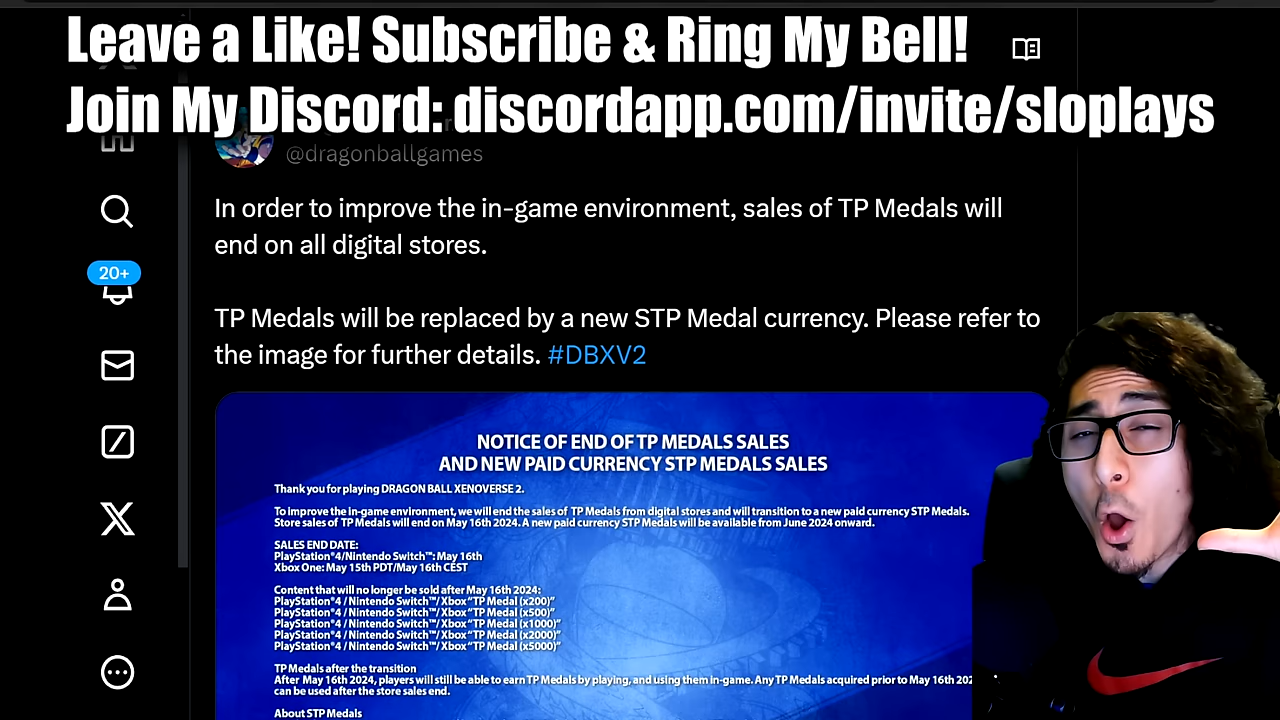 Leave a Like! Subscribe & Ring My Bell!
Join My Discord: discordapp.com/invite/sloplays
@dragonballgames
In order to improve the in-game environment, sales of TP Medals will
end on all digital stores.
20+
TP Medals will be replaced by a new STP Medal currency. Please refer to
the image for further details. #DBXV2
NOTICE OF END OF TP MEDALS SALES
AND NEW PAID CURRENCY STP MEDALS SALES
Thank you for playing DRAGON BALL XENOVERSE 2.
To improve the in-game environment, we will end the sales of TP Medals from digital stores and will transition to a new paid currency STP Medals.
Store sales of TP Medals will end on May 16th 2024. A new paid currency STP Medals will be available from June 2024 onward.
SALES END DATE:
PlayStation®4/Nintendo Switch™: May 16th
Xbox One: May 15th PDT/May 16th CEST
Content that will no longer be sold after May 16th 2024:
PlayStation®4 / Nintendo Switch™/ Xbox “TP Medal (x200)”
PlayStation®4 / Nintendo Switch™/ Xbox “TP Medal (x500)”
PlayStation®4 / Nintendo Switch™/ Xbox “TP Medal (x1000)”
PlayStation®4 / Nintendo Switch™/ Xbox “TP Medal (x2000)”
PlayStation®4 / Nintendo Switch™/ Xbox “TP Medal (x5000)”
TP Medals after the transition
After May 16th 2024, players will still be able to earn TP Medals by playing, and using them in-game. Any TP Medals acquired prior to May 16th 202
can be used after the store sales end.
About STP Medals